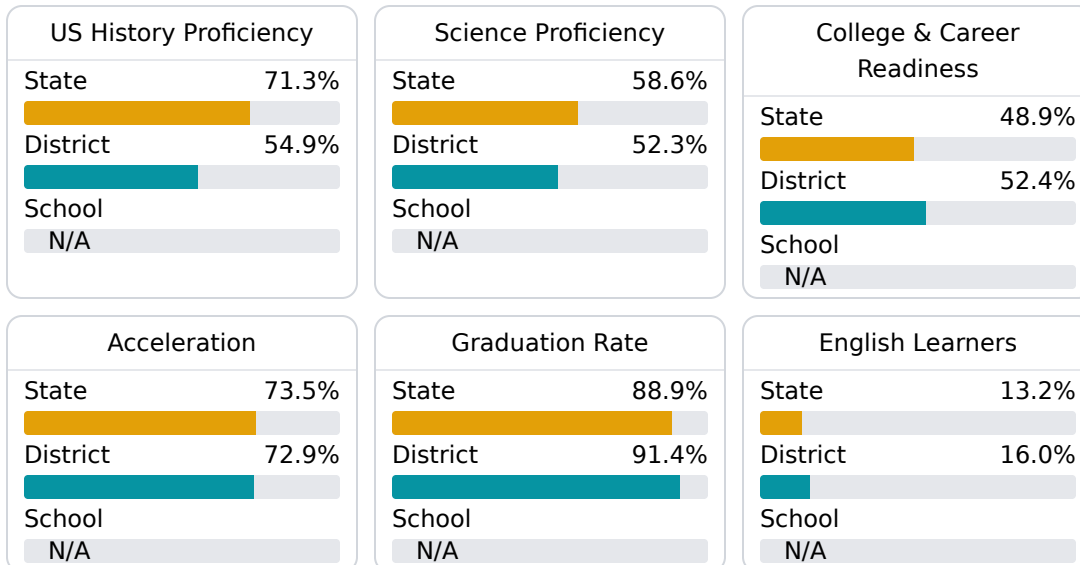 US History Proficiency
State 71.3%
District 54.9%
School
N/A
Science Proficiency
State 58.6%
District 52.3%
School
N/A
College & Career
Readiness
State 48.9%
District 52.4%
School
N/A
Acceleration
State 73.5%
District 72.9%
School
N/A
Graduation Rate
State 88.9%
District 91.4%
School
N/A
English Learners
State 13.2%
District 16.0%
School
N/A